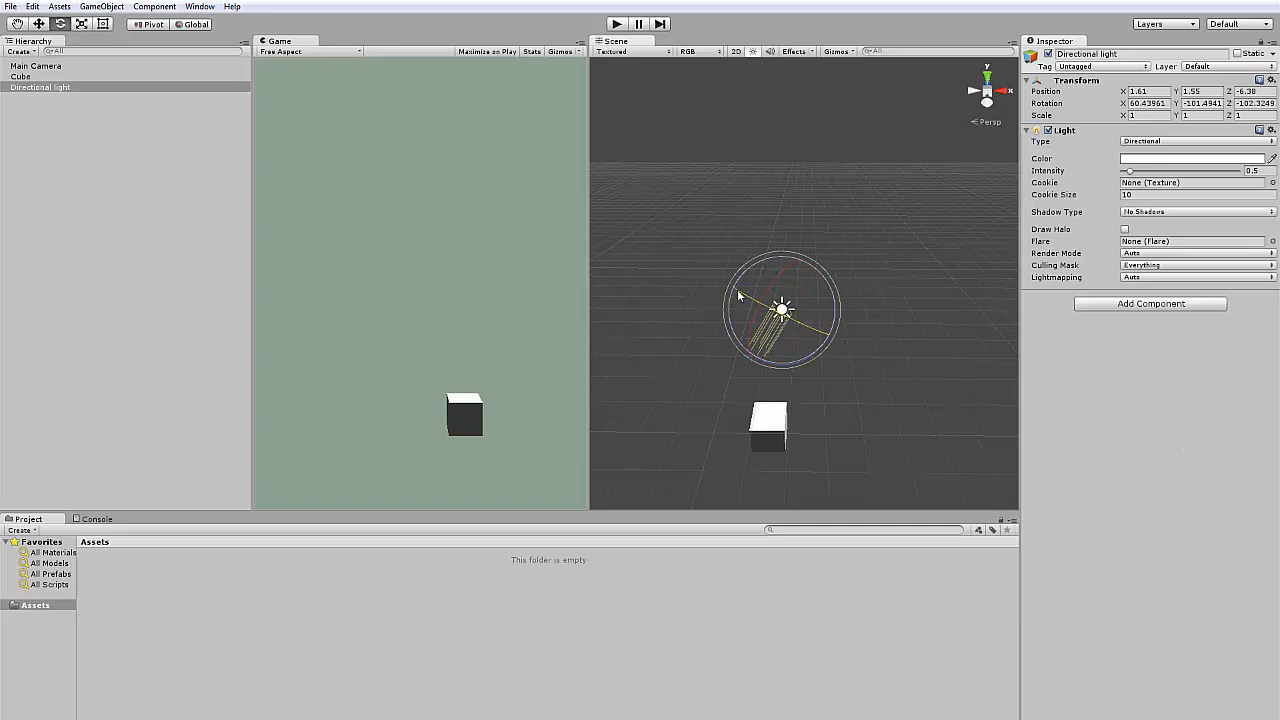 File Edit Assets GameObject Component Window Help
Pivot Global Layers Default
Hierarchy
Create All
Main Camera
Cube
Directional light
Game
Free Aspect Maximize on Play Stats Gizmos
Scene
Textured RGB 2D Effects Gizmos All
y
x
Persp
Inspector
Directional light Static
Tag Untagged Layer Default
Transform
Position X 1.61 Y 1.55 Z -6.38
Rotation X 60.43961 Y -101.4941 Z -102.3249
Scale X 1 Y 1 Z 1
Light
Type Directional
Color
Intensity 0.5
Cookie None (Texture)
Cookie Size 10
Shadow Type No Shadows
Draw Halo
Flare None (Flare)
Render Mode Auto
Culling Mask Everything
Lightmapping Auto
Add Component
Project Console
Create
Favorites
All Materials
All Models
All Prefabs
All Scripts
Assets
Assets
This folder is empty